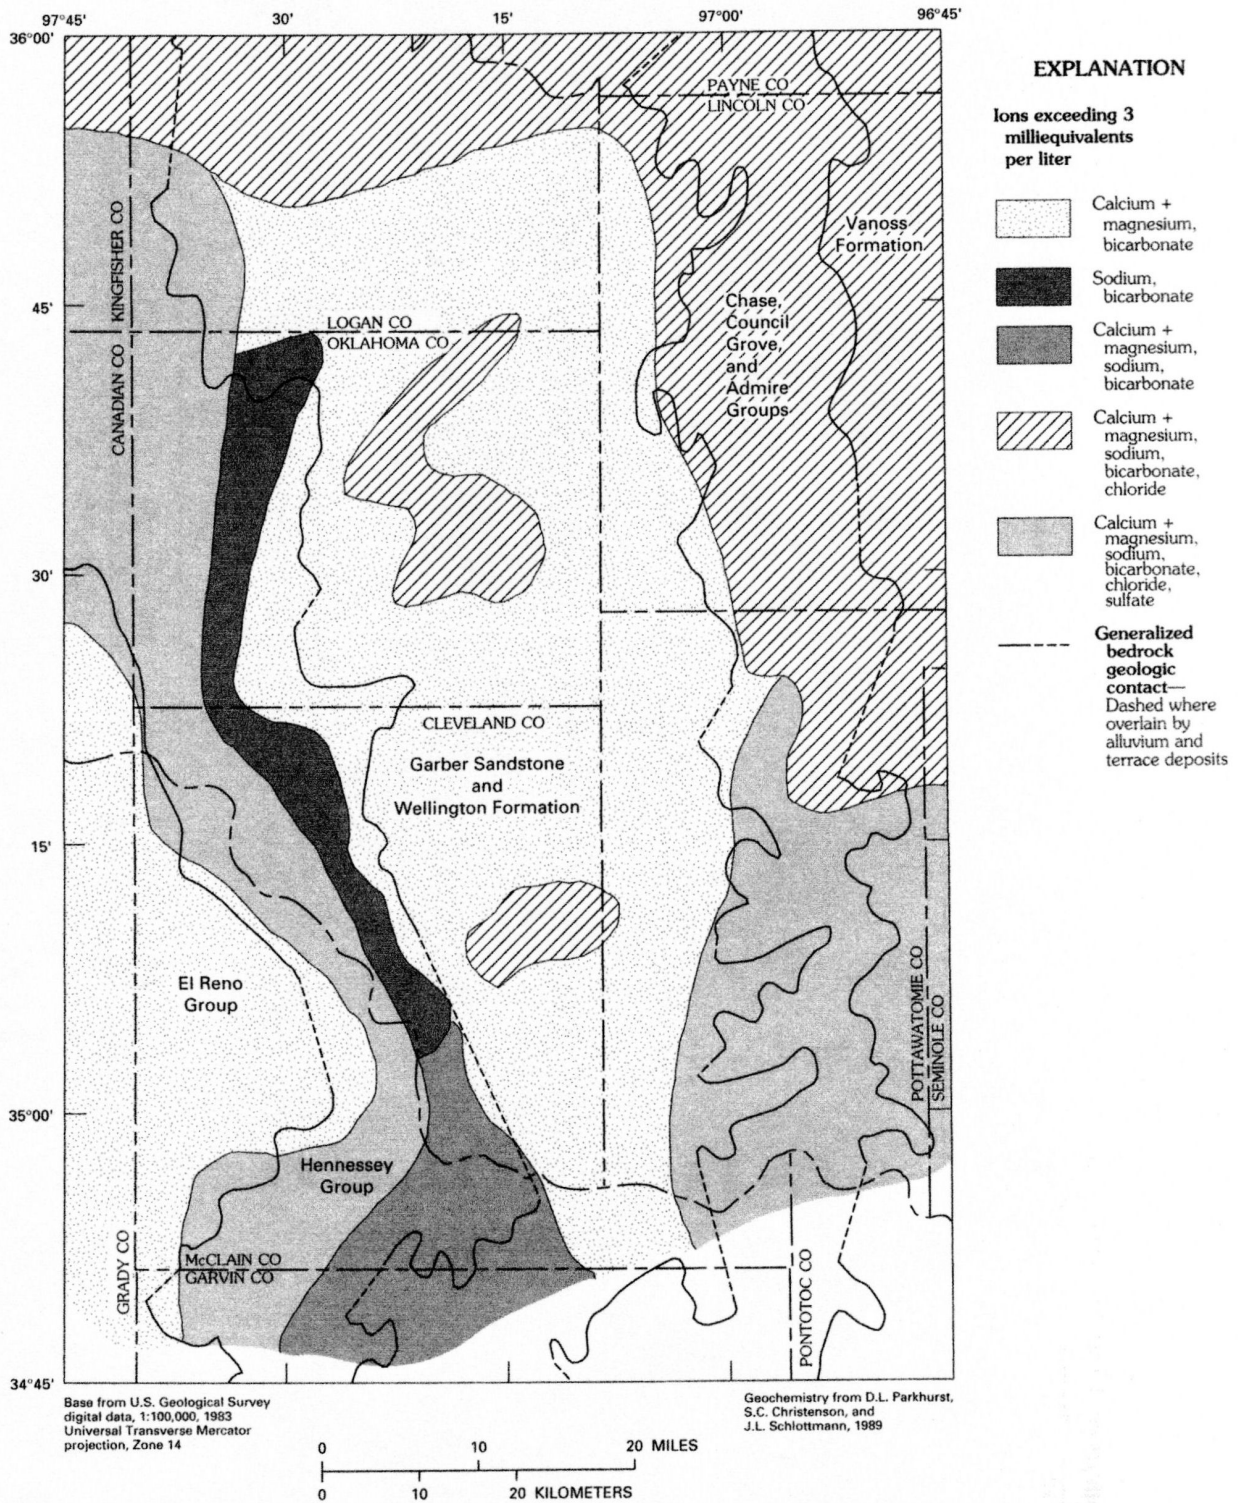 97°45'
30'
15'
97°00'
96°45'
36°00'
45'
30'
15'
35°00'
34°45'
PAYNE CO
LINCOLN CO
KINGFISHER CO
CANADIAN CO
LOGAN CO
OKLAHOMA CO
Vanoss
Formation
Chase,
Council
Grove,
and
Admire
Groups
CLEVELAND CO
Garber Sandstone
and
Wellington Formation
El Reno
Group
POTTAWATOMIE CO
SEMINOLE CO
Hennessey
Group
GRADY CO
McCLAIN CO
GARVIN CO
PONTOTOC CO
EXPLANATION
Ions exceeding 3
milliequivalents
per liter
Calcium +
magnesium,
bicarbonate
Sodium,
bicarbonate
Calcium +
magnesium,
sodium,
bicarbonate
Calcium +
magnesium,
sodium,
bicarbonate,
chloride
Calcium +
magnesium,
sodium,
bicarbonate,
chloride,
sulfate
Generalized
bedrock
geologic
contact—
Dashed where
overlain by
alluvium and
terrace deposits
Base from U.S. Geological Survey
digital data, 1:100,000, 1983
Universal Transverse Mercator
projection, Zone 14
Geochemistry from D.L. Parkhurst,
S.C. Christenson, and
J.L. Schlottmann, 1989
0 10 20 MILES
0 10 20 KILOMETERS